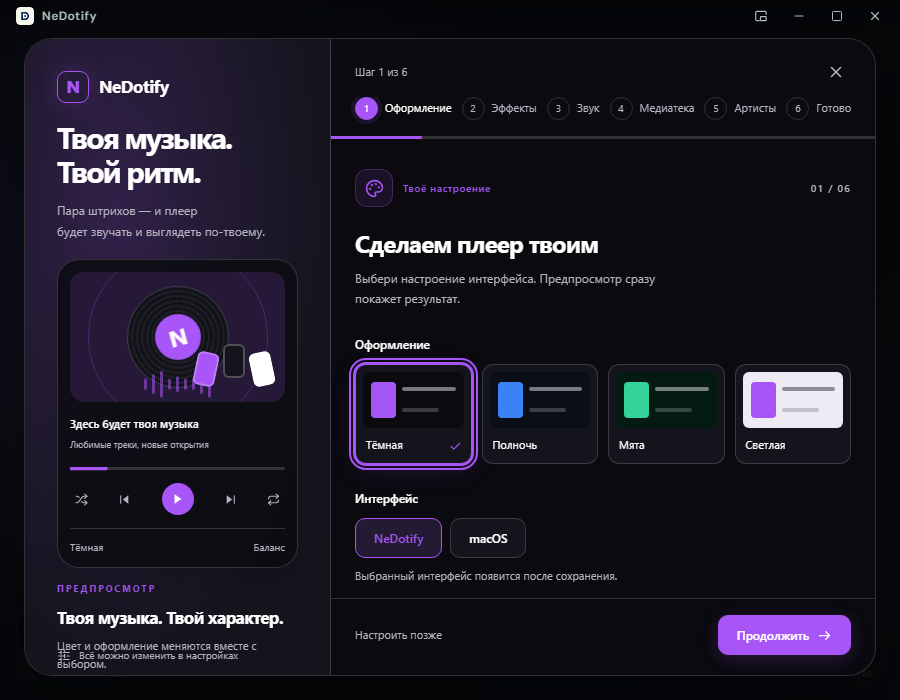 NeDotify
N NeDotify
Твоя музыка.
Твой ритм.
Пара штрихов — и плеер
будет звучать и выглядеть по-твоему.
N
Здесь будет твоя музыка
Любимые треки, новые открытия
Тёмная
Баланс
ПРЕДПРОСМОТР
Твоя музыка. Твой характер.
Цвет и оформление меняются вместе с
выбором.
Всё можно изменить в настройках
Шаг 1 из 6
1 Оформление 2 Эффекты 3 Звук 4 Медиатека 5 Артисты 6 Готово
Твоё настроение
01 / 06
Сделаем плеер твоим
Выбери настроение интерфейса. Предпросмотр сразу
покажет результат.
Оформление
Тёмная
Полночь
Мята
Светлая
Интерфейс
NeDotify
macOS
Выбранный интерфейс появится после сохранения.
Настроить позже
Продолжить